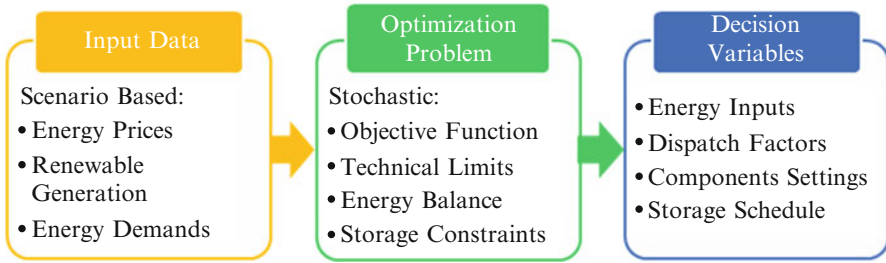 Input Data
Scenario Based:
• Energy Prices
• Renewable
Generation
• Energy Demands
Optimization
Problem
Stochastic:
• Objective Function
• Technical Limits
• Energy Balance
• Storage Constraints
Decision
Variables
• Energy Inputs
• Dispatch Factors
• Components Settings
• Storage Schedule